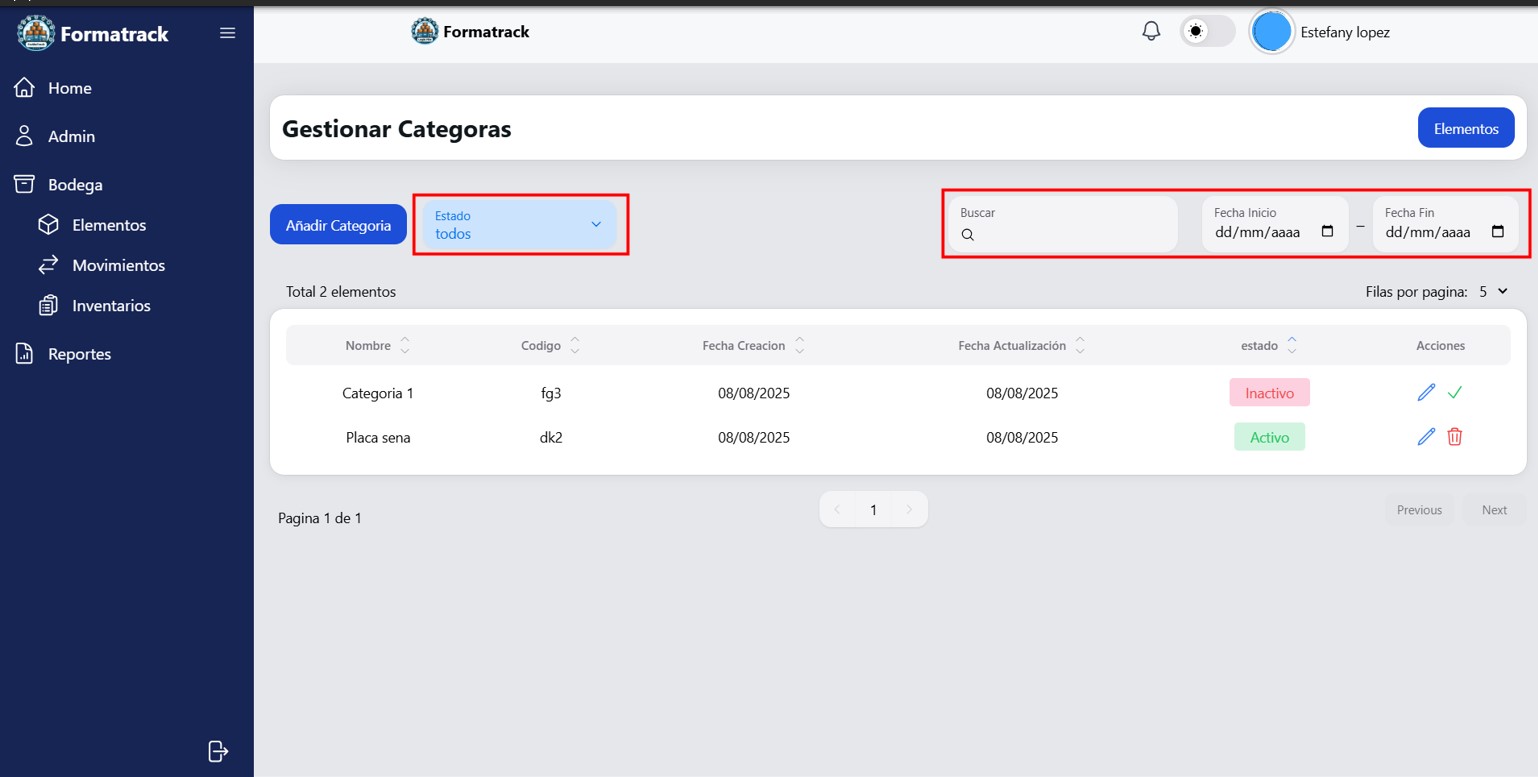 Formatrack
Formatrack
Estefany lopez
Home
Admin
Bodega
Elementos
Movimientos
Inventarios
Reportes
Gestionar Categoras
Elementos
Añadir Categoria
Estado
todos
Buscar
Fecha Inicio
dd/mm/aaaa
–
Fecha Fin
dd/mm/aaaa
Total 2 elementos
Filas por pagina: 5
Nombre Codigo Fecha Creacion Fecha Actualización estado Acciones
Categoria 1 fg3 08/08/2025 08/08/2025 Inactivo
Placa sena dk2 08/08/2025 08/08/2025 Activo
Pagina 1 de 1
1
Previous
Next